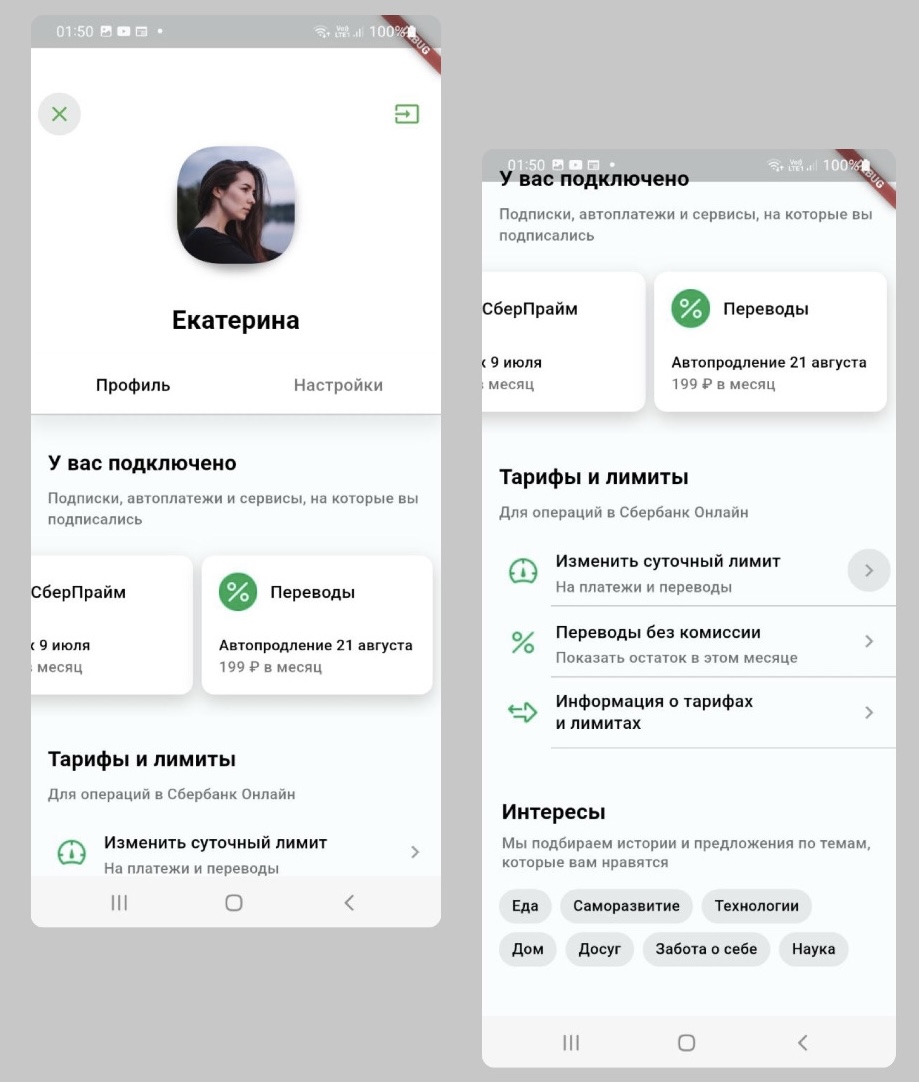 01:50
VoD
LTE1
100%
BUG
Екатерина
Профиль
Настройки
У вас подключено
Подписки, автоплатежи и сервисы, на которые вы
подписались
СберПрайм
9 июля
месяц
Переводы
Автопродление 21 августа
199 ₽ в месяц
Тарифы и лимиты
Для операций в Сбербанк Онлайн
Изменить суточный лимит
На платежи и переводы
01:50
LTE1
100%
BUG
У вас подключено
Подписки, автоплатежи и сервисы, на которые вы
подписались
СберПрайм
9 июля
месяц
Переводы
Автопродление 21 августа
199 ₽ в месяц
Тарифы и лимиты
Для операций в Сбербанк Онлайн
Изменить суточный лимит
На платежи и переводы
Переводы без комиссии
Показать остаток в этом месяце
Информация о тарифах
и лимитах
Интересы
Мы подбираем истории и предложения по темам,
которые вам нравятся
Еда Саморазвитие Технологии
Дом Досуг Забота о себе Наука